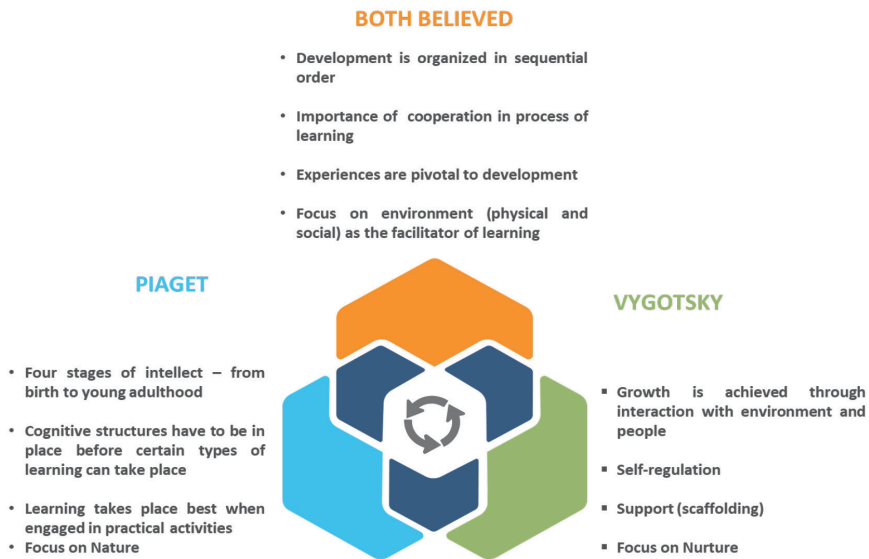 BOTH BELIEVED
• Development is organized in sequential
order
• Importance of cooperation in process of
learning
• Experiences are pivotal to development
• Focus on environment (physical and
social) as the facilitator of learning
PIAGET
• Four stages of intellect – from
birth to young adulthood
• Cognitive structures have to be in
place before certain types of
learning can take place
• Learning takes place best when
engaged in practical activities
• Focus on Nature
VYGOTSKY
▪ Growth is achieved through
interaction with environment and
people
▪ Self-regulation
▪ Support (scaffolding)
▪ Focus on Nurture